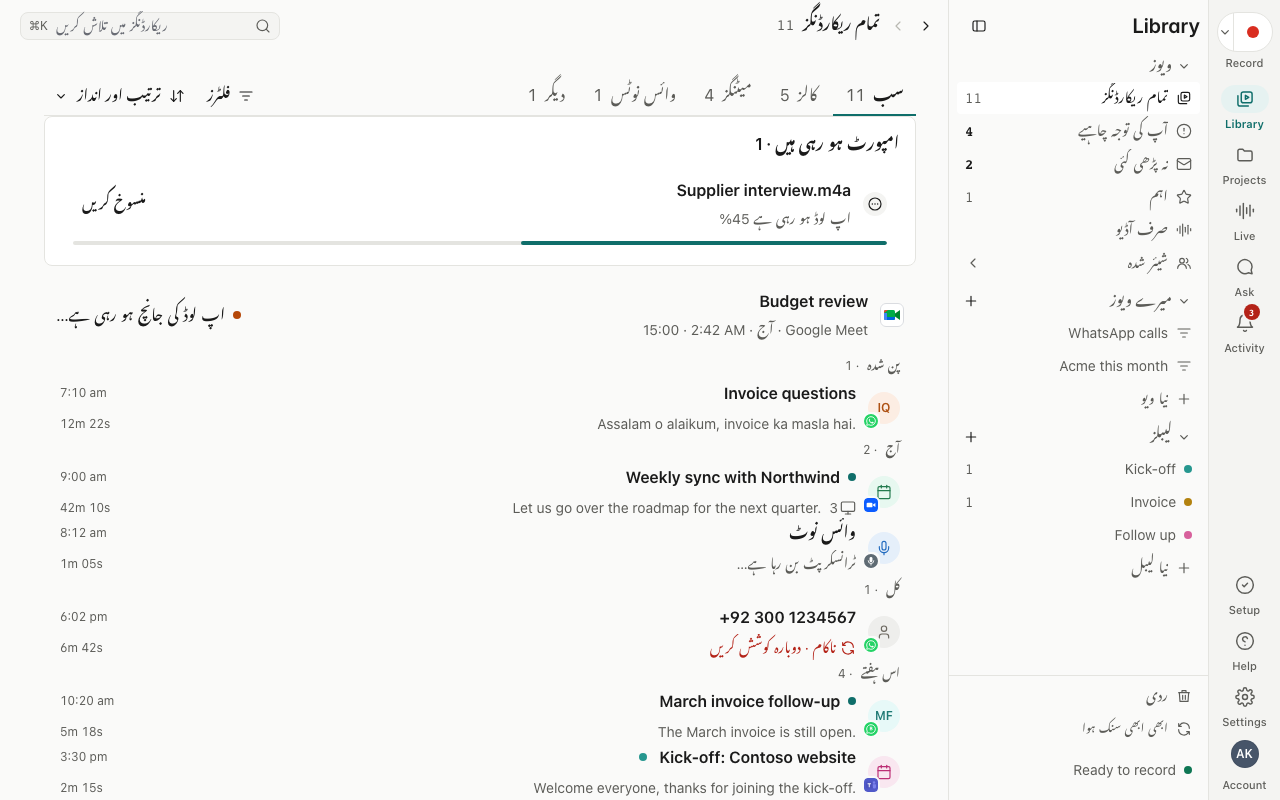 Record
Library
Projects
Live
Ask
3
Activity
Setup
Help
Settings
AK
Account
Library
ویوز
تمام ریکارڈنگز 11
آپ کی توجہ چاہیے 4
نہ پڑھی گئی 2
اہم 1
صرف آڈیو
شیئر شدہ
میرے ویوز
WhatsApp calls
Acme this month
نیا ویو
لیبلز
Kick-off 1
Invoice 1
Follow up
نیا لیبل
ردی
ابھی ابھی سنک ہوا
Ready to record
تمام ریکارڈنگز 11
ریکارڈنگز میں تلاش کریں ⌘K
سب 11 کالز 5 میٹنگز 4 وائس نوٹس 1 دیگر 1
فلٹرز ترتیب اور انداز
امپورٹ ہو رہی ہیں · 1
Supplier interview.m4a
اپ لوڈ ہو رہی ہے 45%
منسوخ کریں
Budget review
Google Meet · آج · 2:42 AM · 15:00
اپ لوڈ کی جانچ ہو رہی ہے...
پن شدہ · 1
IQ
Invoice questions 7:10 am
Assalam o alaikum, invoice ka masla hai. 12m 22s
آج · 2
Weekly sync with Northwind 9:00 am
3 Let us go over the roadmap for the next quarter. 42m 10s
وائس نوٹ 8:12 am
ٹرانسکرپٹ بن رہا ہے... 1m 05s
کل · 1
+92 300 1234567 6:02 pm
ناکام · دوبارہ کوشش کریں 6m 42s
اس ہفتے · 4
MF
March invoice follow-up 10:20 am
The March invoice is still open. 5m 18s
Kick-off: Contoso website 3:30 pm
Welcome everyone, thanks for joining the kick-off. 2m 15s